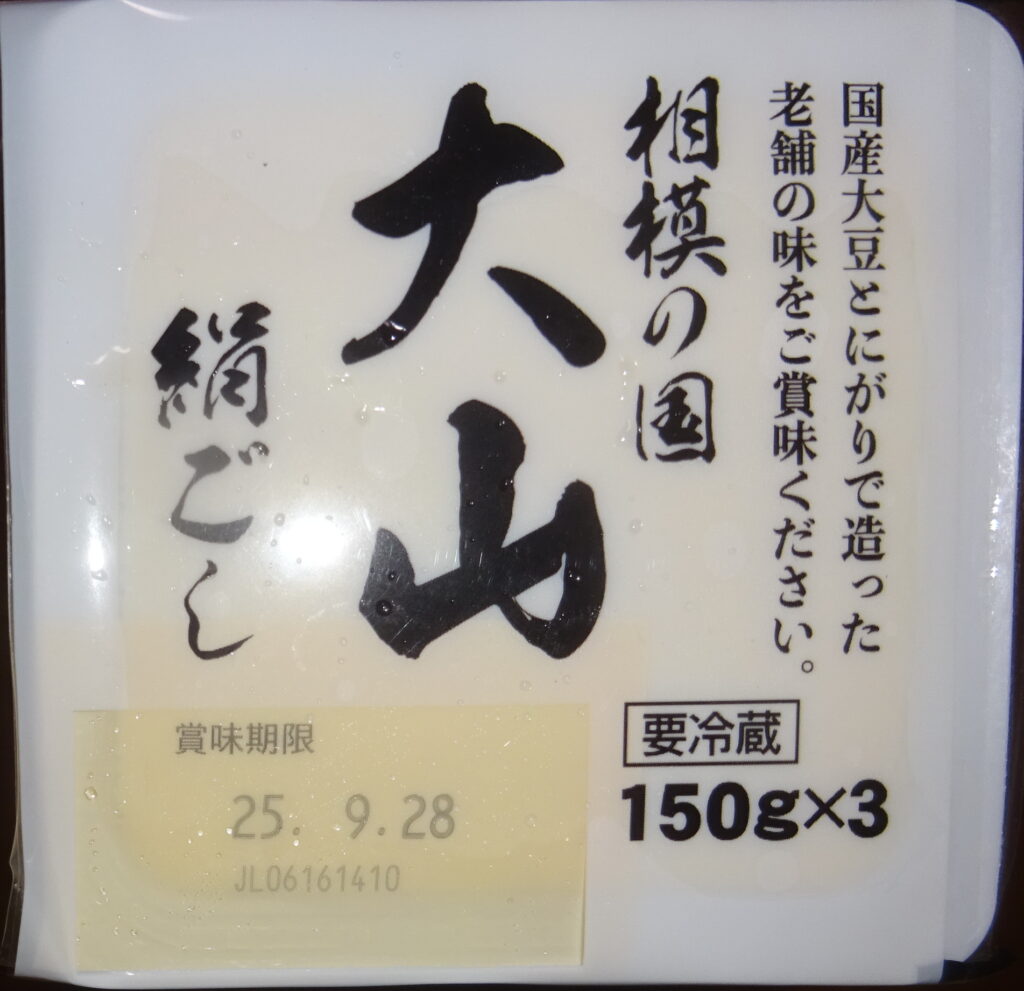 国産大豆とにがりで造った
老舗の味をご賞味ください。
相模の国
大山
絹ごし
要冷蔵
150g×3
賞味期限
25. 9.28
JL06161410